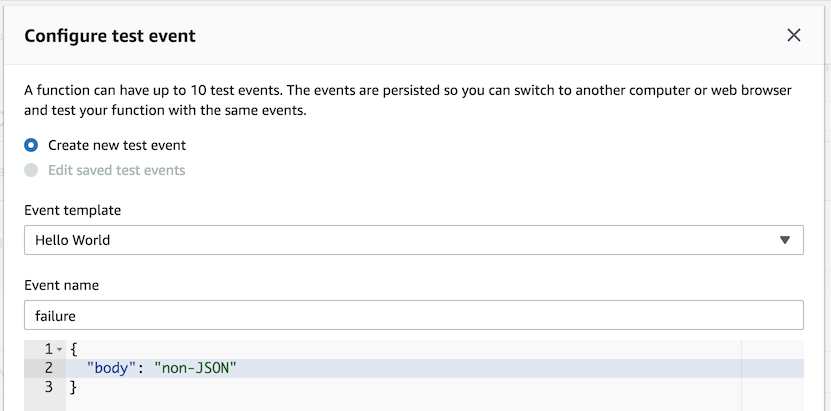 Configure test event
A function can have up to 10 test events. The events are persisted so you can switch to another computer or web browser
and test your function with the same events.
Create new test event
Edit saved test events
Event template
Hello World
Event name
failure
1 {
2 "body": "non-JSON"
3 }